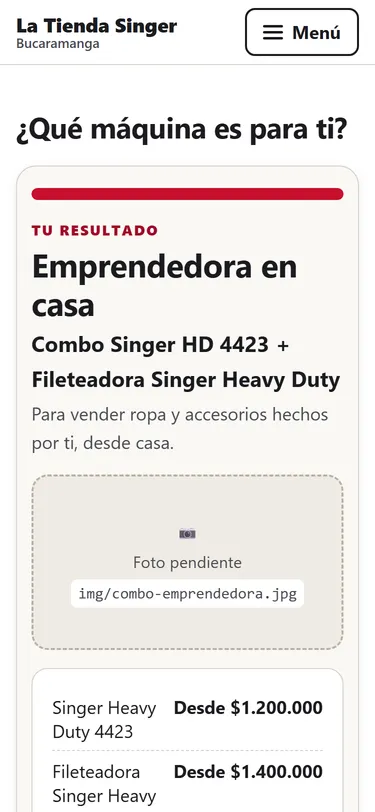 La Tienda Singer
Bucaramanga
Menú
¿Qué máquina es para ti?
TU RESULTADO
Emprendedora en
casa
Combo Singer HD 4423 +
Fileteadora Singer Heavy Duty
Para vender ropa y accesorios hechos
por ti, desde casa.
Foto pendiente
img/combo-emprendedora.jpg
Singer Heavy Desde $1.200.000
Duty 4423
Fileteadora Desde $1.400.000
Singer Heavy